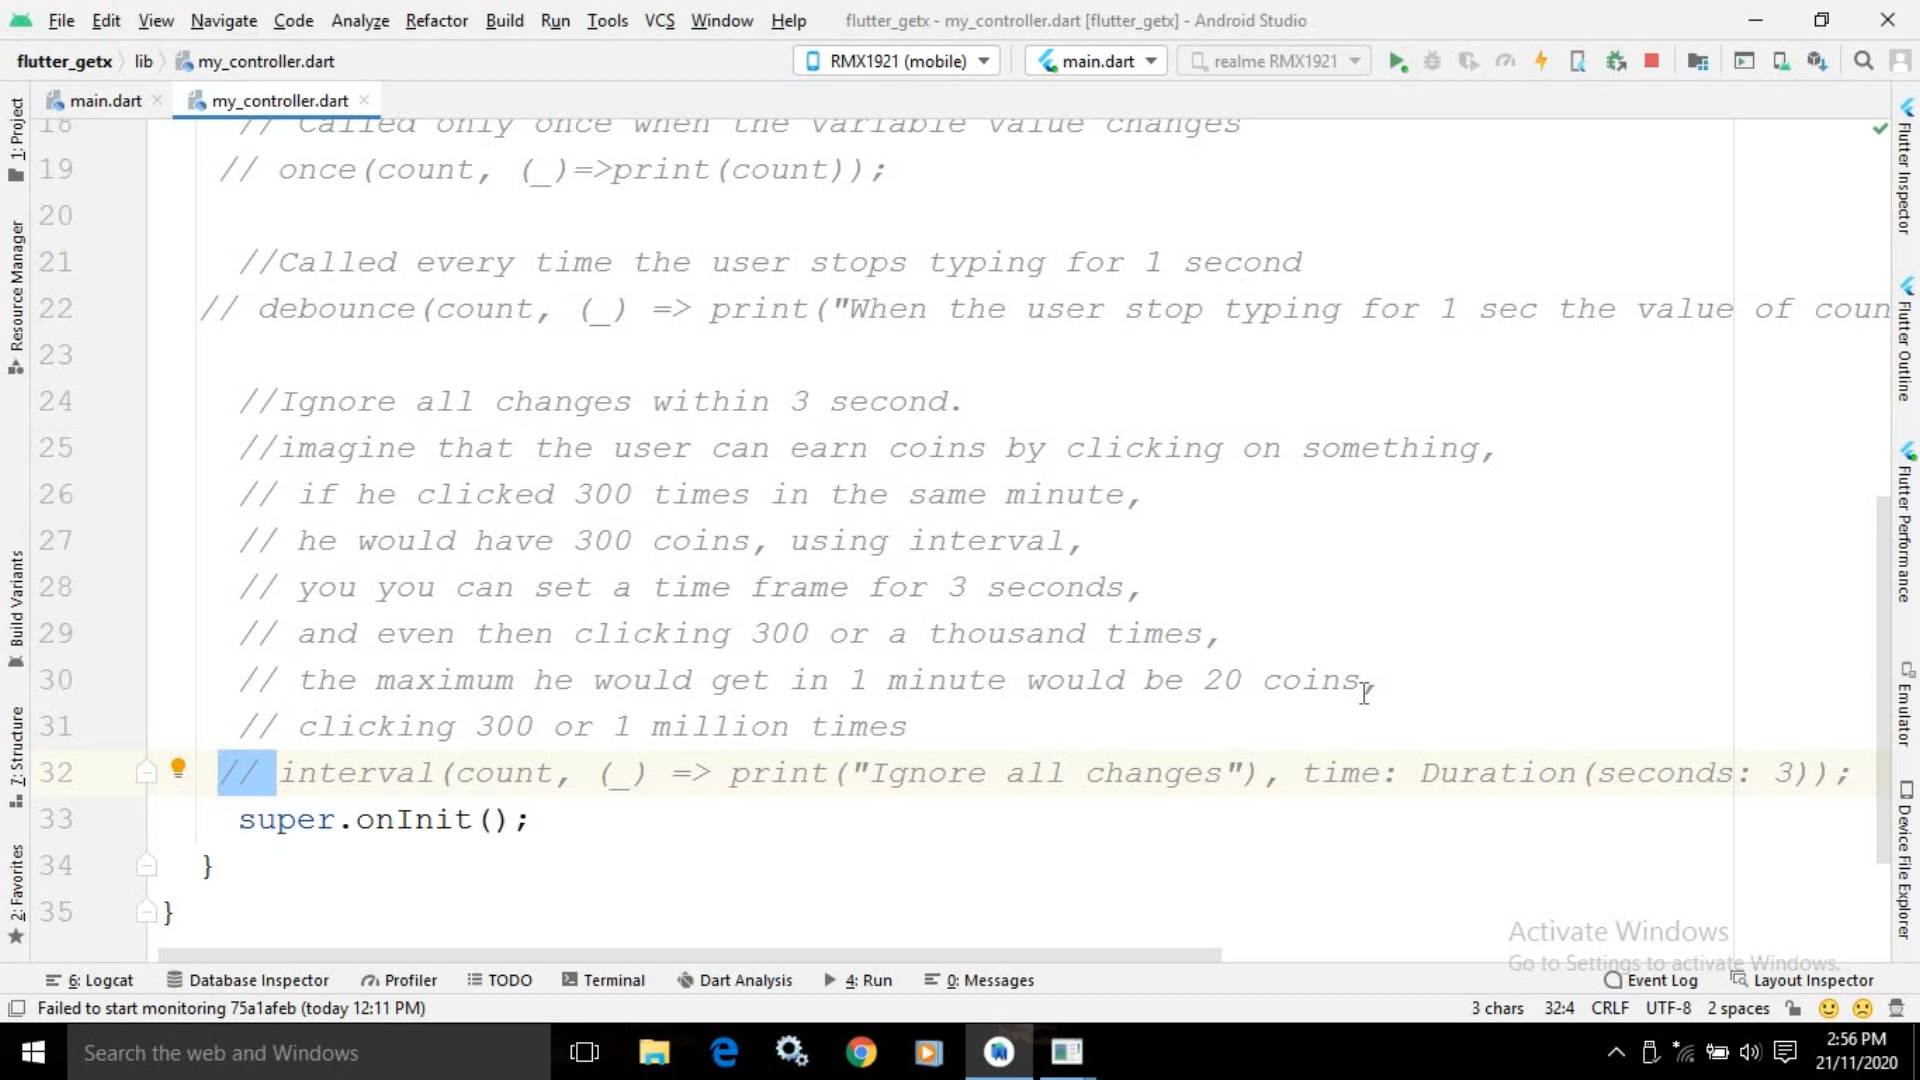 File Edit View Navigate Code Analyze Refactor Build Run Tools VCS Window Help flutter_getx - my_controller.dart [flutter_getx] - Android Studio
flutter_getx lib my_controller.dart RMX1921 (mobile) main.dart realme RMX1921
main.dart my_controller.dart
18 // Called only once when the variable value changes
19 // once(count, (_)=>print(count));
20
21 //Called every time the user stops typing for 1 second
22 // debounce(count, (_) => print("When the user stop typing for 1 sec the value of coun
23
24 //Ignore all changes within 3 second.
25 //imagine that the user can earn coins by clicking on something,
26 // if he clicked 300 times in the same minute,
27 // he would have 300 coins, using interval,
28 // you you can set a time frame for 3 seconds,
29 // and even then clicking 300 or a thousand times,
30 // the maximum he would get in 1 minute would be 20 coins,
31 // clicking 300 or 1 million times
32 // interval(count, (_) => print("Ignore all changes"), time: Duration(seconds: 3));
33 super.onInit();
34 }
35 }
1: Project
Resource Manager
Build Variants
7: Structure
2: Favorites
Flutter Inspector
Flutter Outline
Flutter Performance
Emulator
Device File Explorer
Activate Windows
Go to Settings to activate Windows.
6: Logcat Database Inspector Profiler TODO Terminal Dart Analysis 4: Run 0: Messages Event Log Layout Inspector
Failed to start monitoring 75a1afeb (today 12:11 PM) 3 chars 32:4 CRLF UTF-8 2 spaces
Search the web and Windows
2:56 PM
21/11/2020